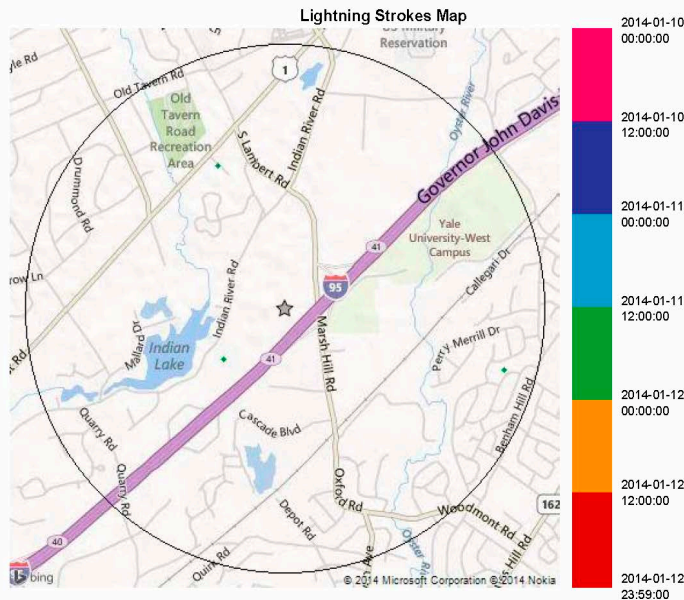 Lightning Strokes Map
2014-01-10
00:00:00
US Military
Reservation
yle Rd
1
Old Tavern Rd
Old
Tavern
Road
Recreation
Area
Indian River Rd
Oyster River
Governor John Davis
2014-01-10
12:00:00
S Lambert Rd
Drummond Rd
2014-01-11
00:00:00
Yale
University-West
Campus
41
row Ln
Indian River Rd
Callegari Dr
95
2014-01-11
12:00:00
Mallard Dr
Indian
Lake
Marsh Hill Rd
Perry Merrill Dr
t Rd
41
2014-01-12
00:00:00
Benham Hill Rd
Quarry Rd
Cascade Blvd
Quarry Rd
2014-01-12
12:00:00
Oxford Rd
162
Depot Rd
Woodmont Rd
40
Oyster Ri
n Ave
s Hill Rd
Quirk Rd
bing
© 2014 Microsoft Corporation © 2014 Nokia
2014-01-12
23:59:00